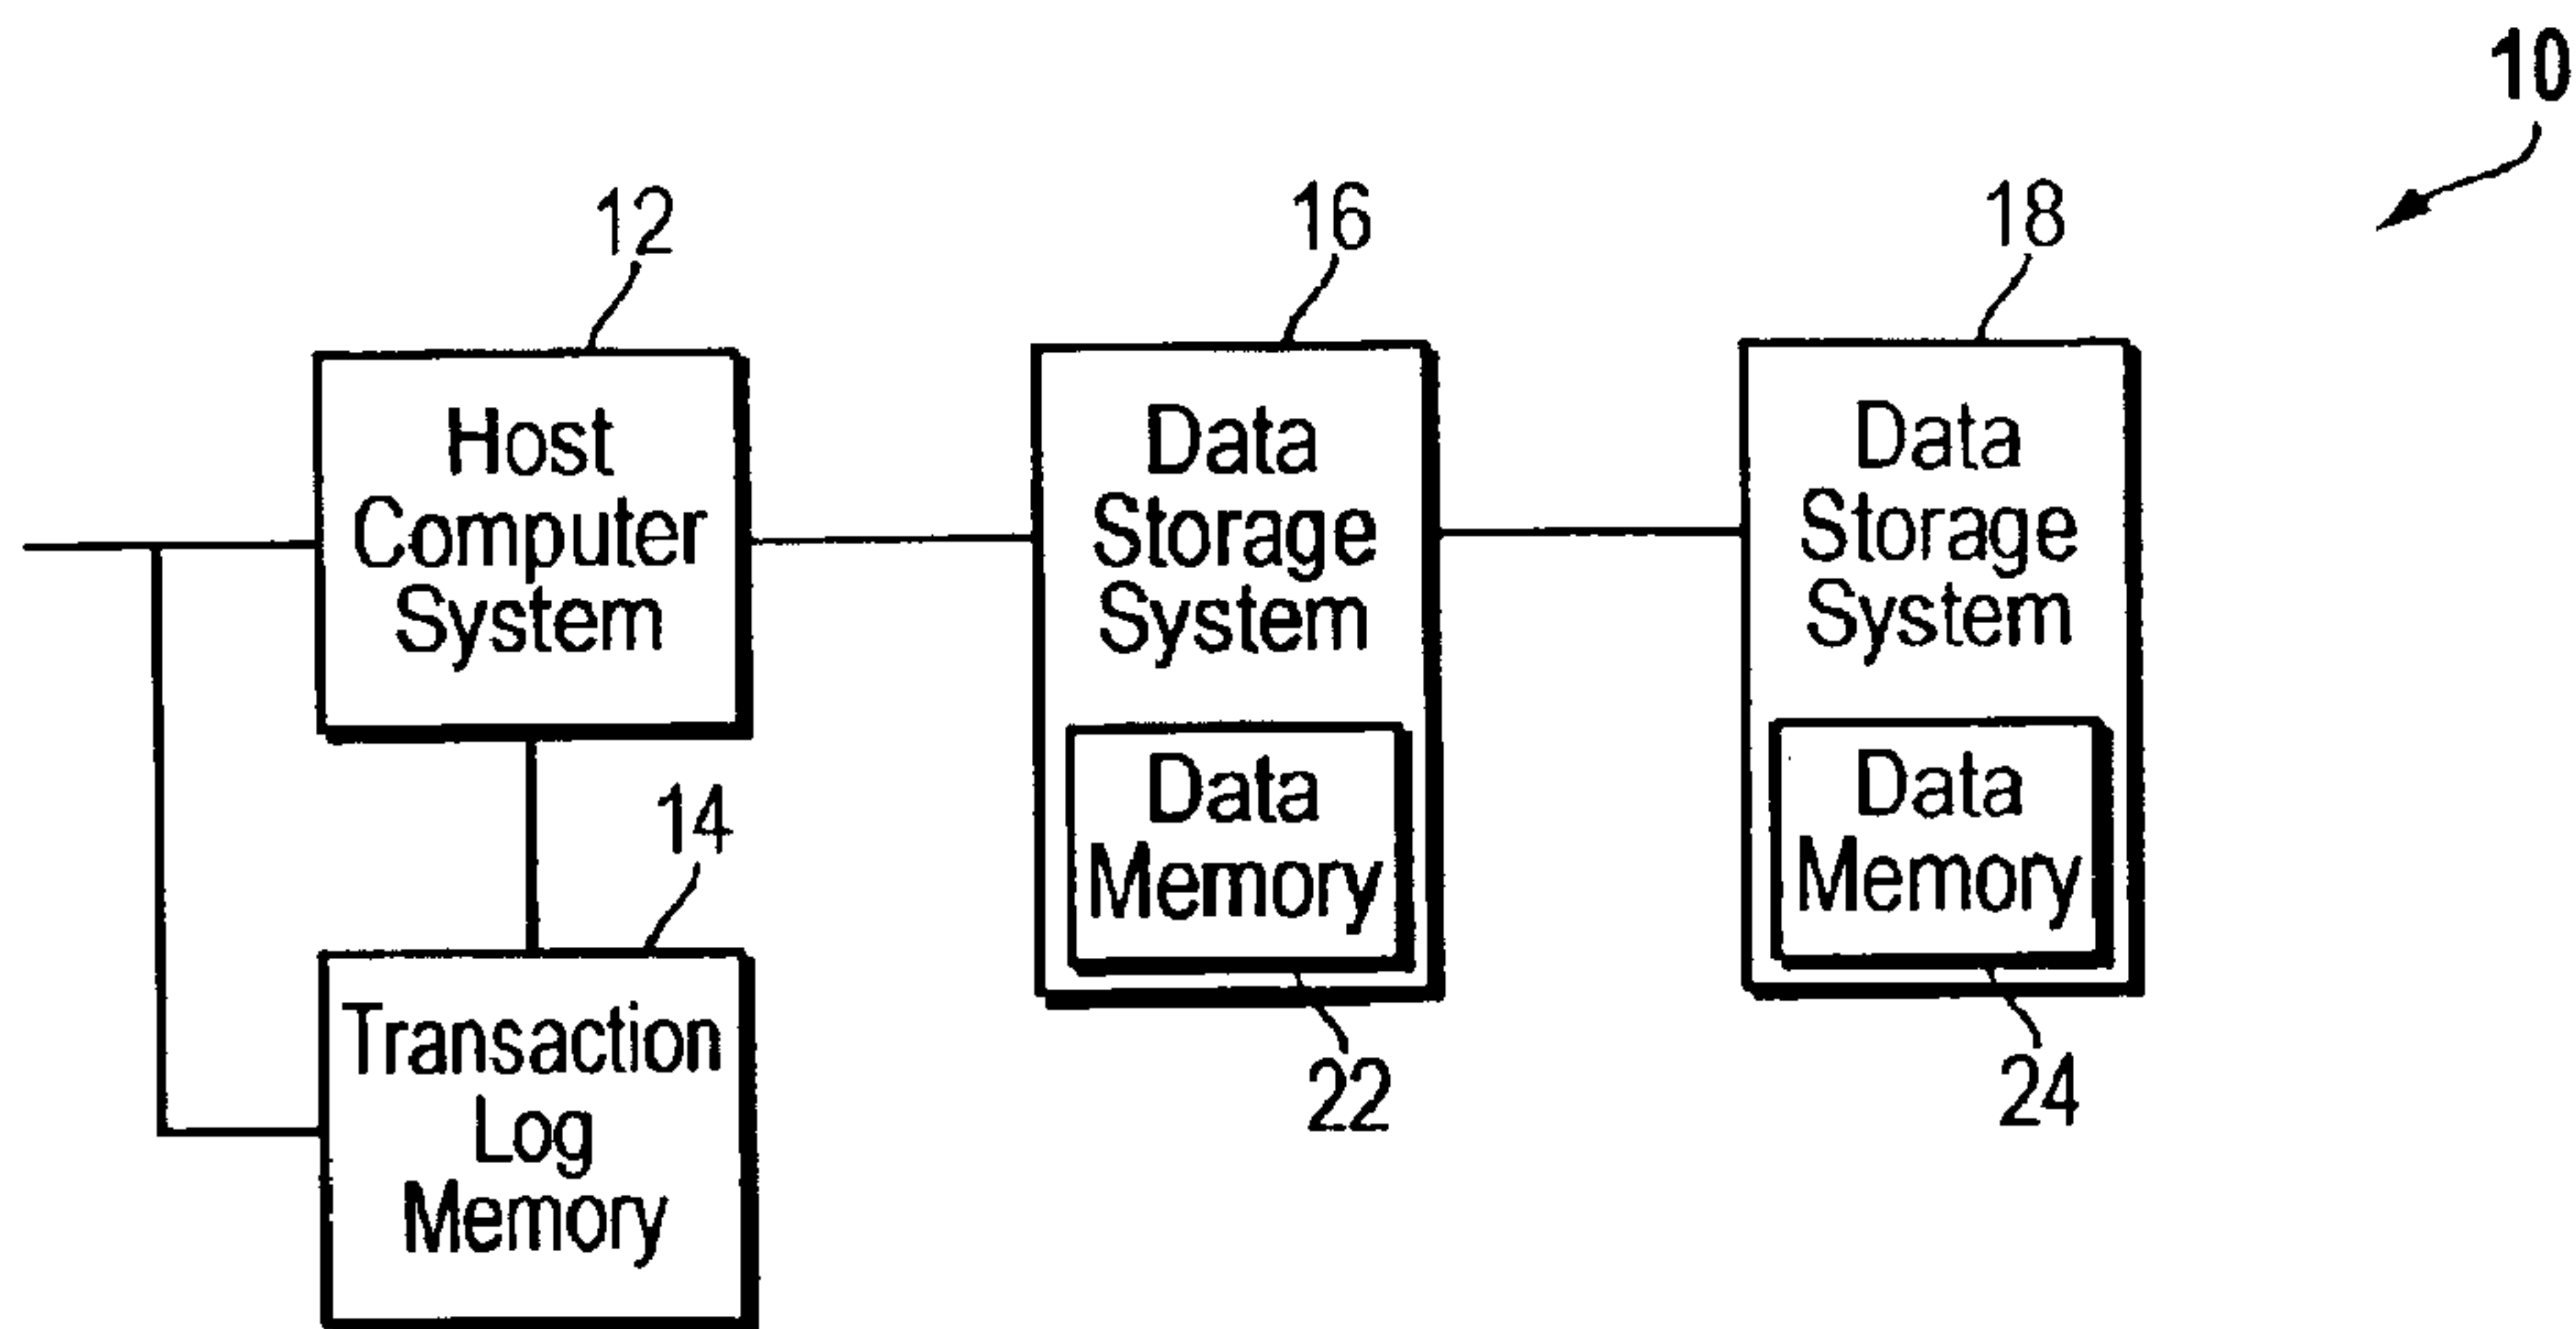 10
12
16
18
Host
Computer
System
Data
Storage
System
Data
Storage
System
14
Data
Memory
Data
Memory
Transaction
Log
Memory
22
24